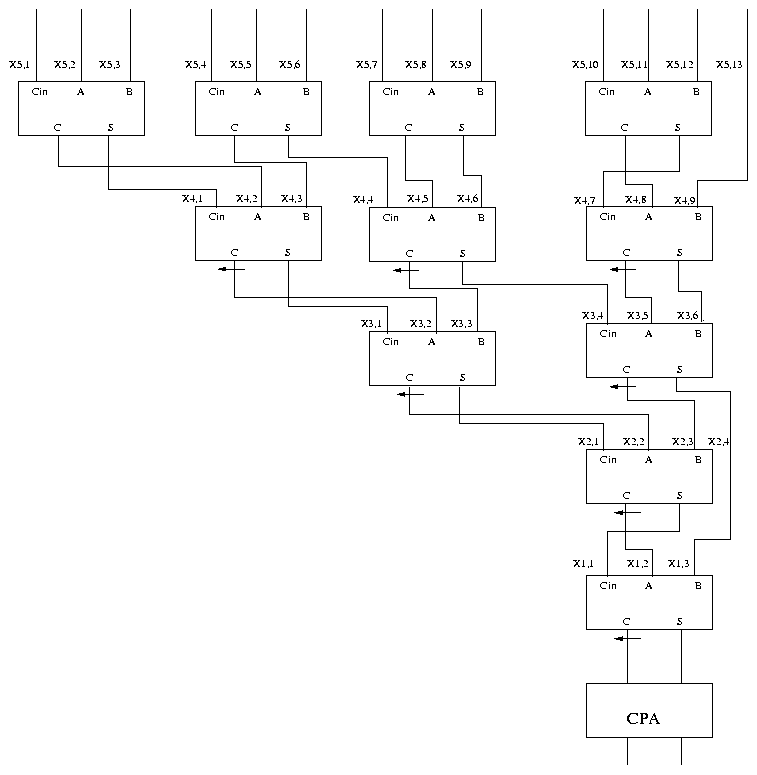 X5,1 X5,2 X5,3 X5,4 X5,5 X5,6 X5,7 X5,8 X5,9 X5,10 X5,11 X5,12 X5,13
Cin A B Cin A B Cin A B Cin A B
C S C S C S C S
X4,1 X4,2 X4,3 X4,4 X4,5 X4,6 X4,7 X4,8 X4,9
Cin A B Cin A B Cin A B
C S C S C S
X3,1 X3,2 X3,3 X3,4 X3,5 X3,6
Cin A B Cin A B
C S C S
X2,1 X2,2 X2,3 X2,4
Cin A B
C S
X1,1 X1,2 X1,3
Cin A B
C S
CPA